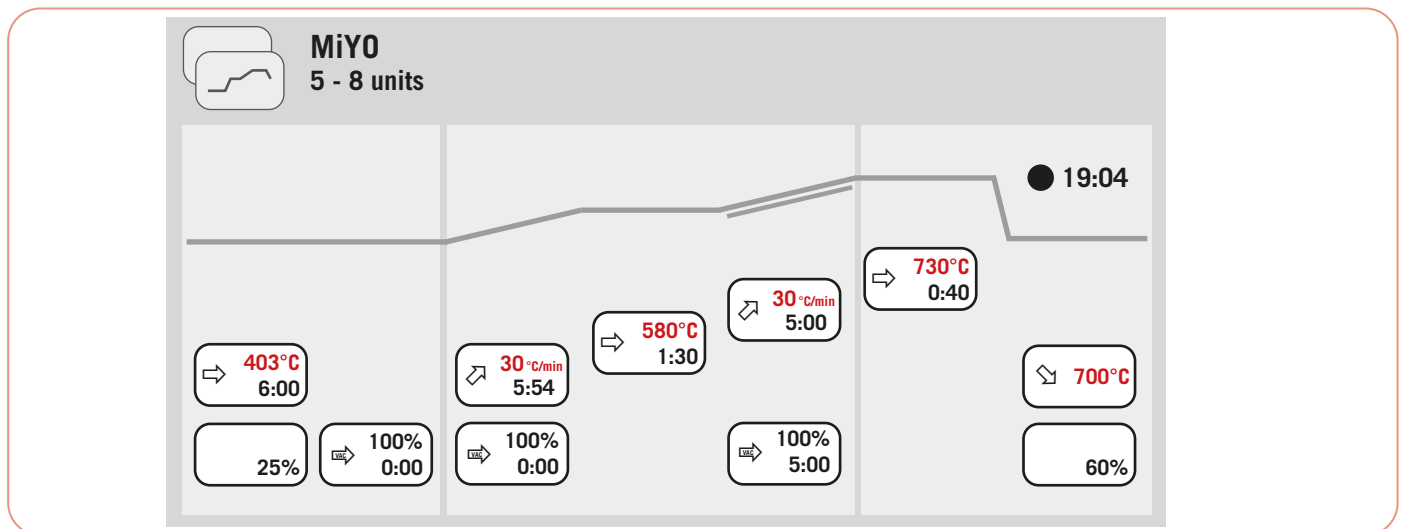 MiYO
5 - 8 units
19:04
730°C
0:40
30 °C/min
5:00
580°C
1:30
403°C
6:00
30 °C/min
5:54
700°C
25%
VAC 100%
0:00
VAC 100%
0:00
VAC 100%
5:00
60%